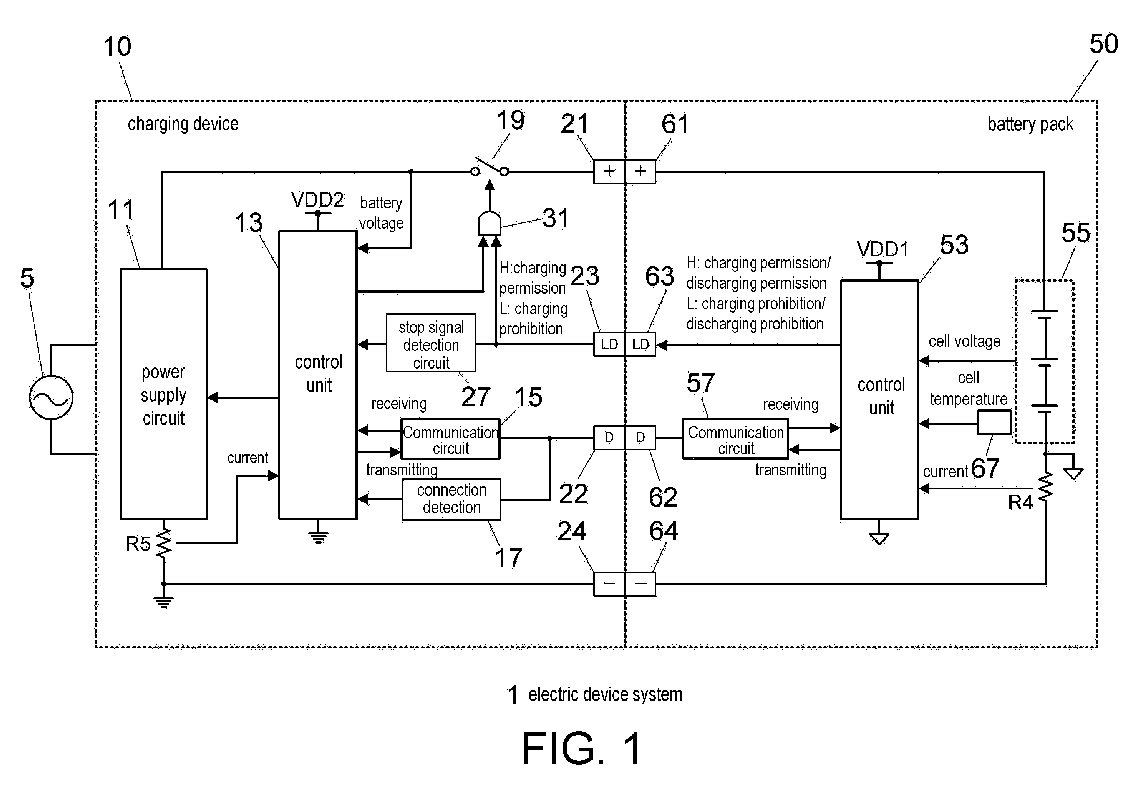 10
50
charging device
battery pack
19
21
61
+
+
VDD2
battery
voltage
31
11
13
VDD1
53
55
5
H:charging
permission
L: charging
prohibition
23
63
H: charging permission/
discharging permission
L: charging prohibition/
discharging prohibition
stop signal
detection
circuit
LD
LD
cell voltage
power
supply
circuit
control
unit
27
control
unit
cell
temperature
receiving
15
57
receiving
Communication
circuit
D
D
Communication
circuit
current
transmitting
transmitting
67
connection
detection
22
62
current
R4
R5
17
24
64
−
−
1 electric device system
FIG. 1